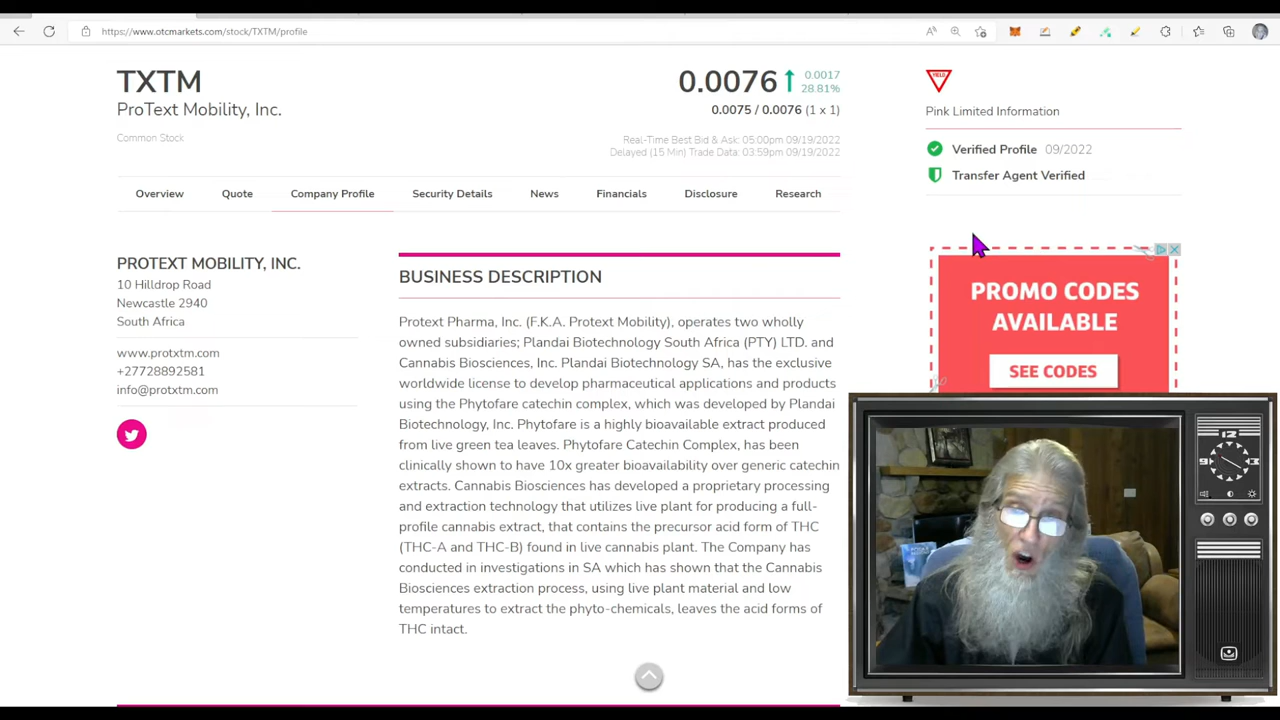 https://www.otcmarkets.com/stock/TXTM/profile
TXTM
ProText Mobility, Inc.
Common Stock
0.0076
0.0017
28.81%
0.0075 / 0.0076 (1 x 1)
Real-Time Best Bid & Ask: 05:00pm 09/19/2022
Delayed (15 Min) Trade Data: 03:59pm 09/19/2022
YIELD
Pink Limited Information
Verified Profile 09/2022
Transfer Agent Verified
Overview Quote Company Profile Security Details News Financials Disclosure Research
PROTEXT MOBILITY, INC.
10 Hilldrop Road
Newcastle 2940
South Africa
www.protxtm.com
+27728892581
info@protxtm.com
BUSINESS DESCRIPTION
Protext Pharma, Inc. (F.K.A. Protext Mobility), operates two wholly
owned subsidiaries; Plandai Biotechnology South Africa (PTY) LTD. and
Cannabis Biosciences, Inc. Plandai Biotechnology SA, has the exclusive
worldwide license to develop pharmaceutical applications and products
using the Phytofare catechin complex, which was developed by Plandai
Biotechnology, Inc. Phytofare is a highly bioavailable extract produced
from live green tea leaves. Phytofare Catechin Complex, has been
clinically shown to have 10x greater bioavailability over generic catechin
extracts. Cannabis Biosciences has developed a proprietary processing
and extraction technology that utilizes live plant for producing a full-
profile cannabis extract, that contains the precursor acid form of THC
(THC-A and THC-B) found in live cannabis plant. The Company has
conducted in investigations in SA which has shown that the Cannabis
Biosciences extraction process, using live plant material and low
temperatures to extract the phyto-chemicals, leaves the acid forms of
THC intact.
PROMO CODES
AVAILABLE
SEE CODES
12
9 3